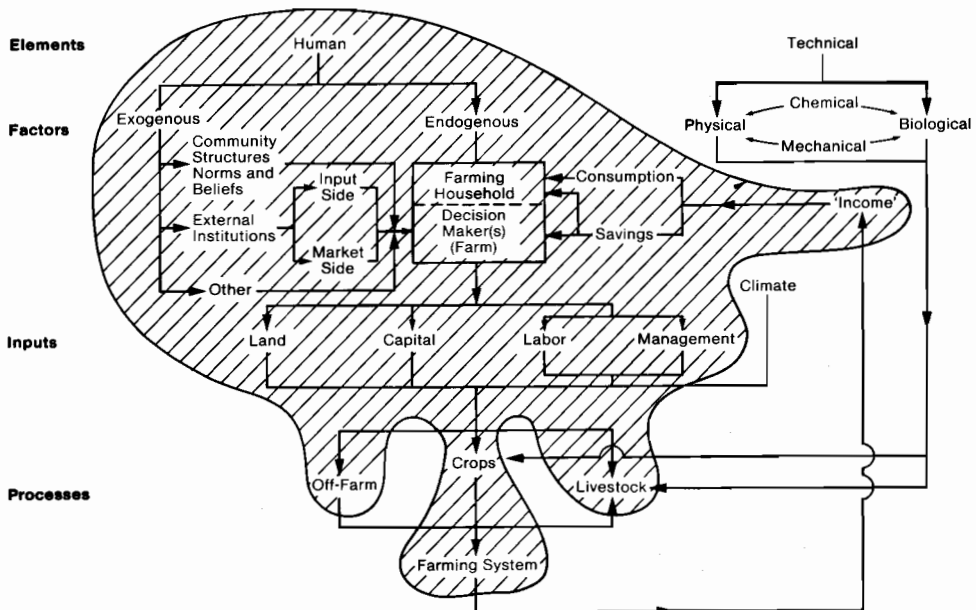 Elements
Human
Technical
Factors
Exogenous
Endogenous
Physical
Chemical
Mechanical
Biological
Community
Structures
Norms and
Beliefs
External
Institutions
Other
Input
Side
Market
Side
Farming
Household
Decision
Maker(s)
(Farm)
Consumption
Savings
'Income'
Climate
Inputs
Land
Capital
Labor
Management
Processes
Off-Farm
Crops
Livestock
Farming System